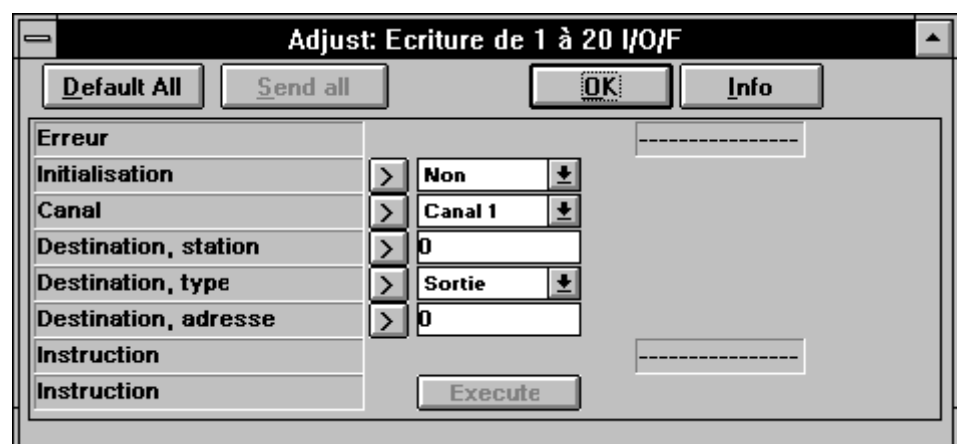 Adjust: Ecriture de 1 à 20 I/O/F
Default All Send all OK Info
Erreur ----------------
Initialisation > Non
Canal > Canal 1
Destination, station > 0
Destination, type > Sortie
Destination, adresse > 0
Instruction ----------------
Instruction Execute